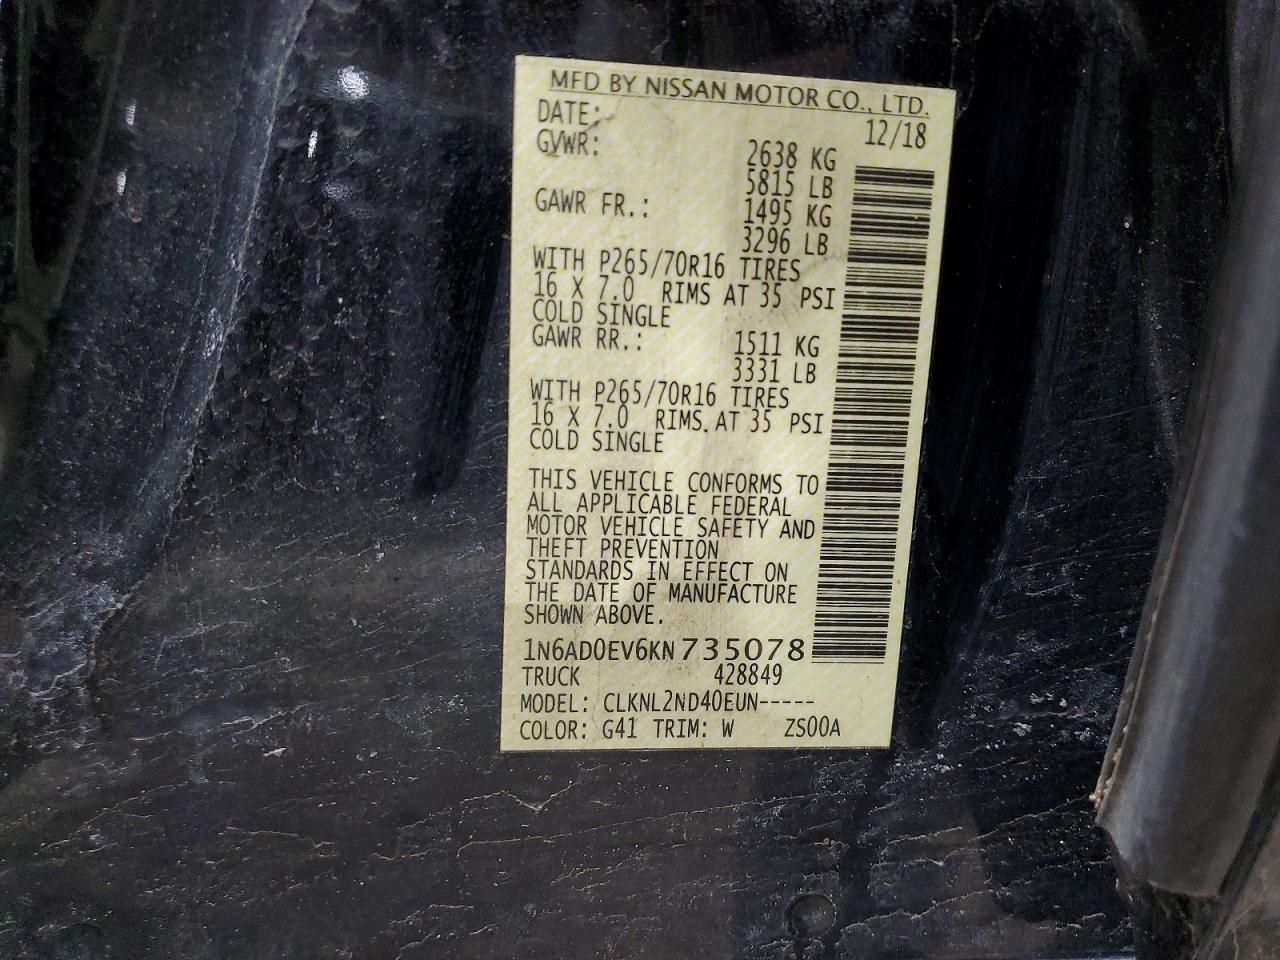 MFD BY NISSAN MOTOR CO., LTD.
DATE: 12/18
GVWR: 2638 KG
5815 LB
GAWR FR.: 1495 KG
3296 LB
WITH P265/70R16 TIRES
16 X 7.0 RIMS AT 35 PSI
COLD SINGLE
GAWR RR.: 1511 KG
3331 LB
WITH P265/70R16 TIRES
16 X 7.0 RIMS. AT 35 PSI
COLD SINGLE
THIS VEHICLE CONFORMS TO
ALL APPLICABLE FEDERAL
MOTOR VEHICLE SAFETY AND
THEFT PREVENTION
STANDARDS IN EFFECT ON
THE DATE OF MANUFACTURE
SHOWN ABOVE.
1N6AD0EV6KN735078
TRUCK 428849
MODEL: CLKNL2ND40EUN-----
COLOR: G41 TRIM: W ZS00A